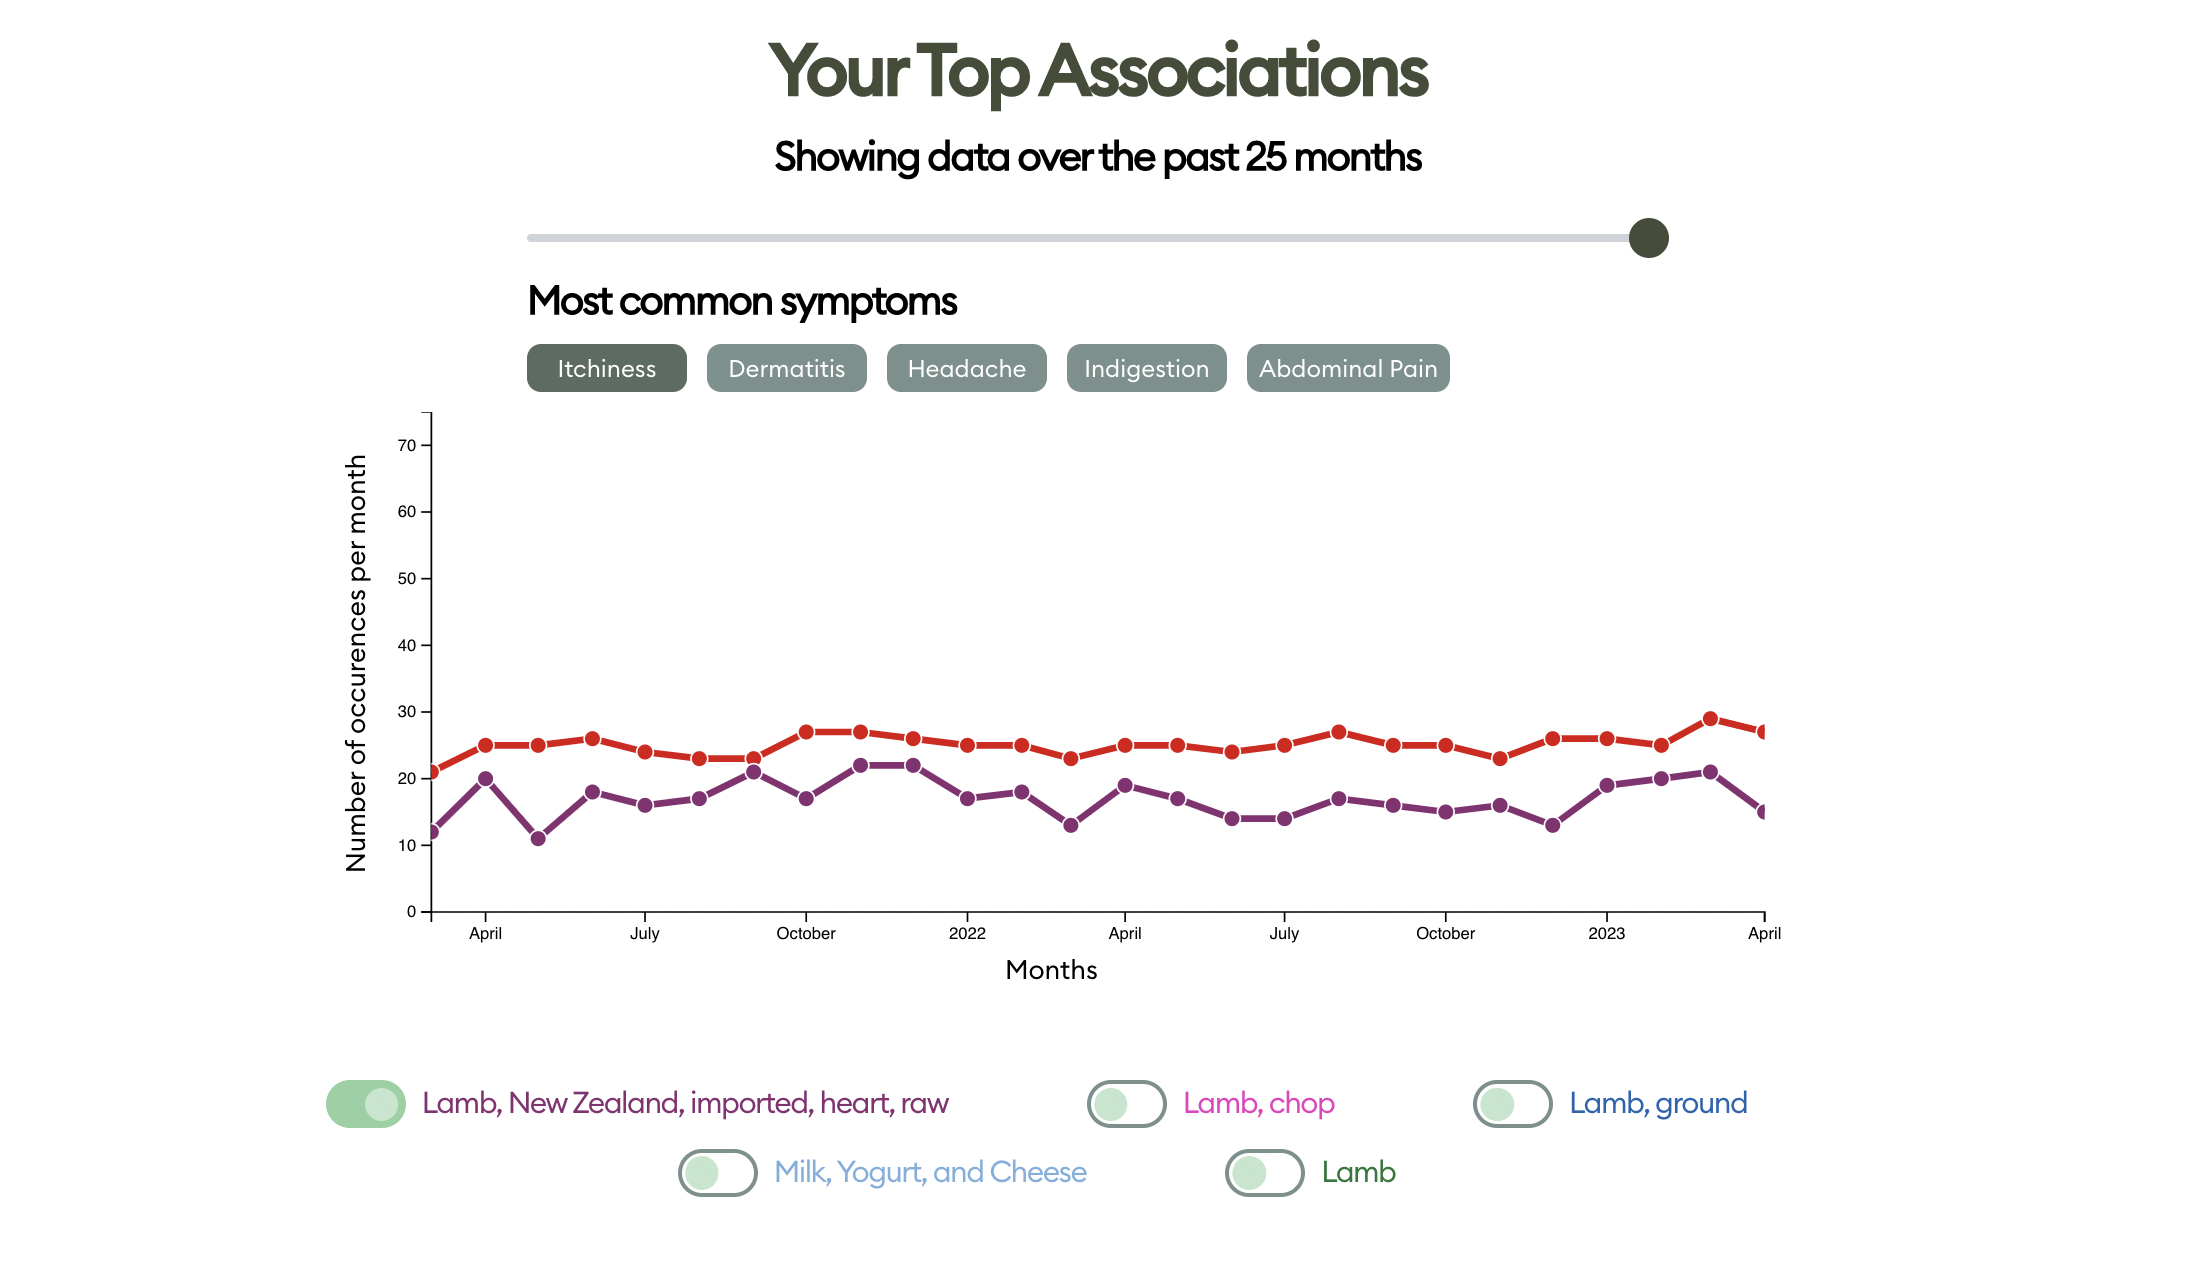 Your Top Associations
Showing data over the past 25 months
Most common symptoms
Itchiness Dermatitis Headache Indigestion Abdominal Pain
Number of occurences per month
70
60
50
40
30
20
10
0
April July October 2022 April July October 2023 April
Months
Lamb, New Zealand, imported, heart, raw Lamb, chop Lamb, ground
Milk, Yogurt, and Cheese Lamb